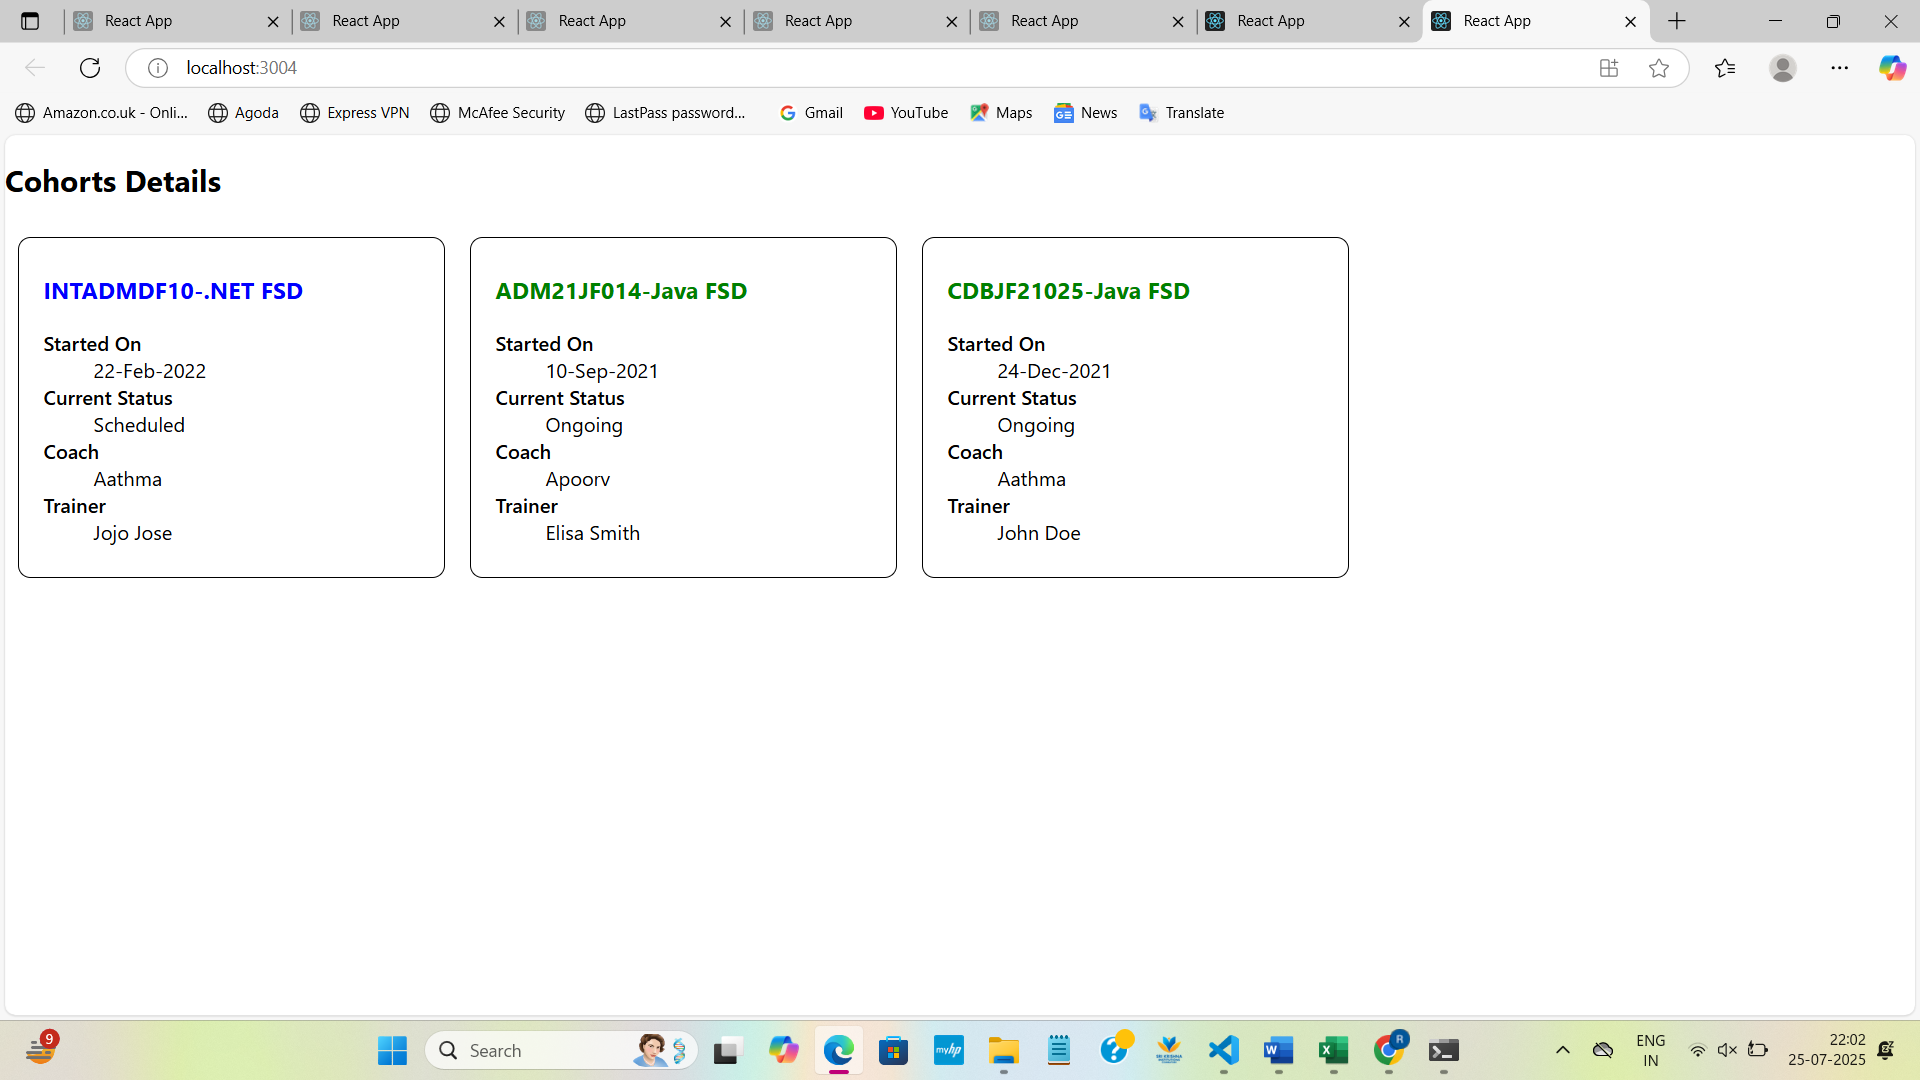 React App
React App
React App
React App
React App
React App
React App
localhost:3004
Amazon.co.uk - Onli...
Agoda
Express VPN
McAfee Security
LastPass password...
Gmail
YouTube
Maps
News
Translate
Cohorts Details
INTADMDF10-.NET FSD
Started On
22-Feb-2022
Current Status
Scheduled
Coach
Aathma
Trainer
Jojo Jose
ADM21JF014-Java FSD
Started On
10-Sep-2021
Current Status
Ongoing
Coach
Apoorv
Trainer
Elisa Smith
CDBJF21025-Java FSD
Started On
24-Dec-2021
Current Status
Ongoing
Coach
Aathma
Trainer
John Doe
9
Search
myhp
SRI KRISHNA
R
ENG
IN
22:02
25-07-2025